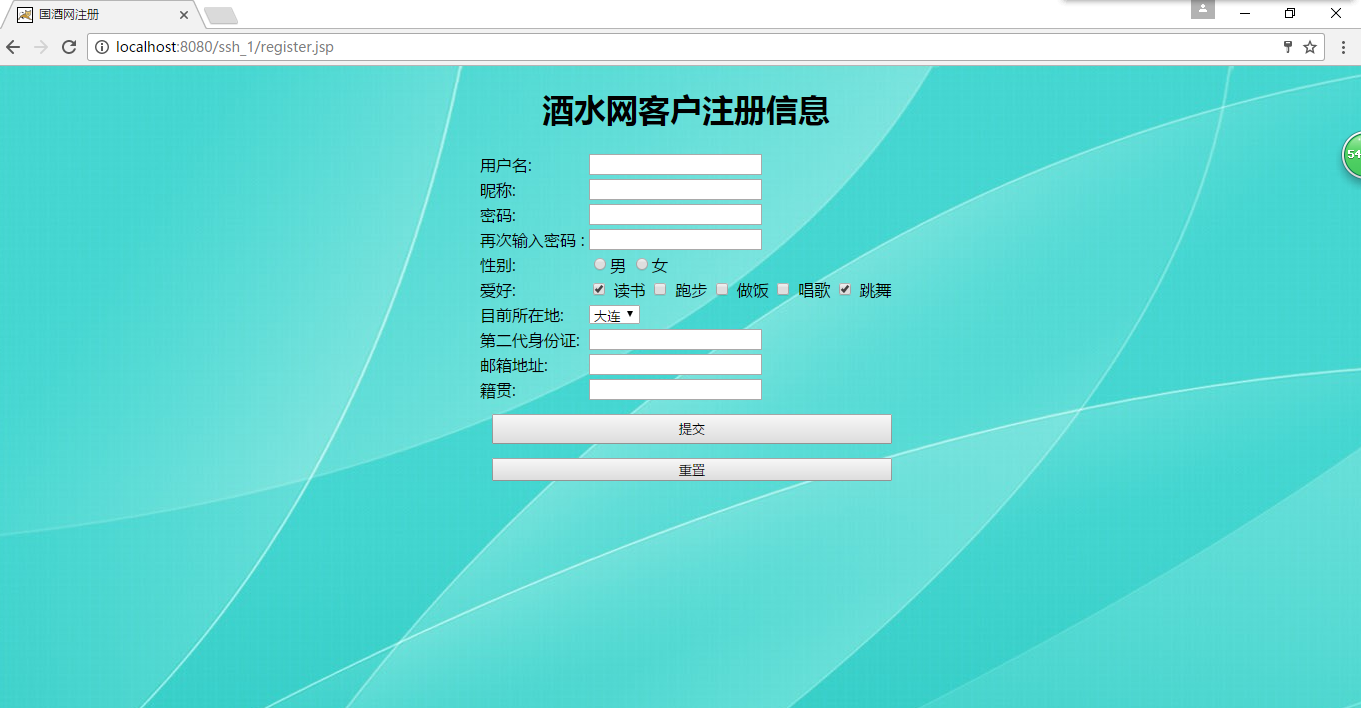 国酒网注册
localhost:8080/ssh_1/register.jsp
酒水网客户注册信息
用户名:
昵称:
密码:
再次输入密码 :
性别: 男 女
爱好: 读书 跑步 做饭 唱歌 跳舞
目前所在地: 大连
第二代身份证:
邮箱地址:
籍贯:
提交
重置
54